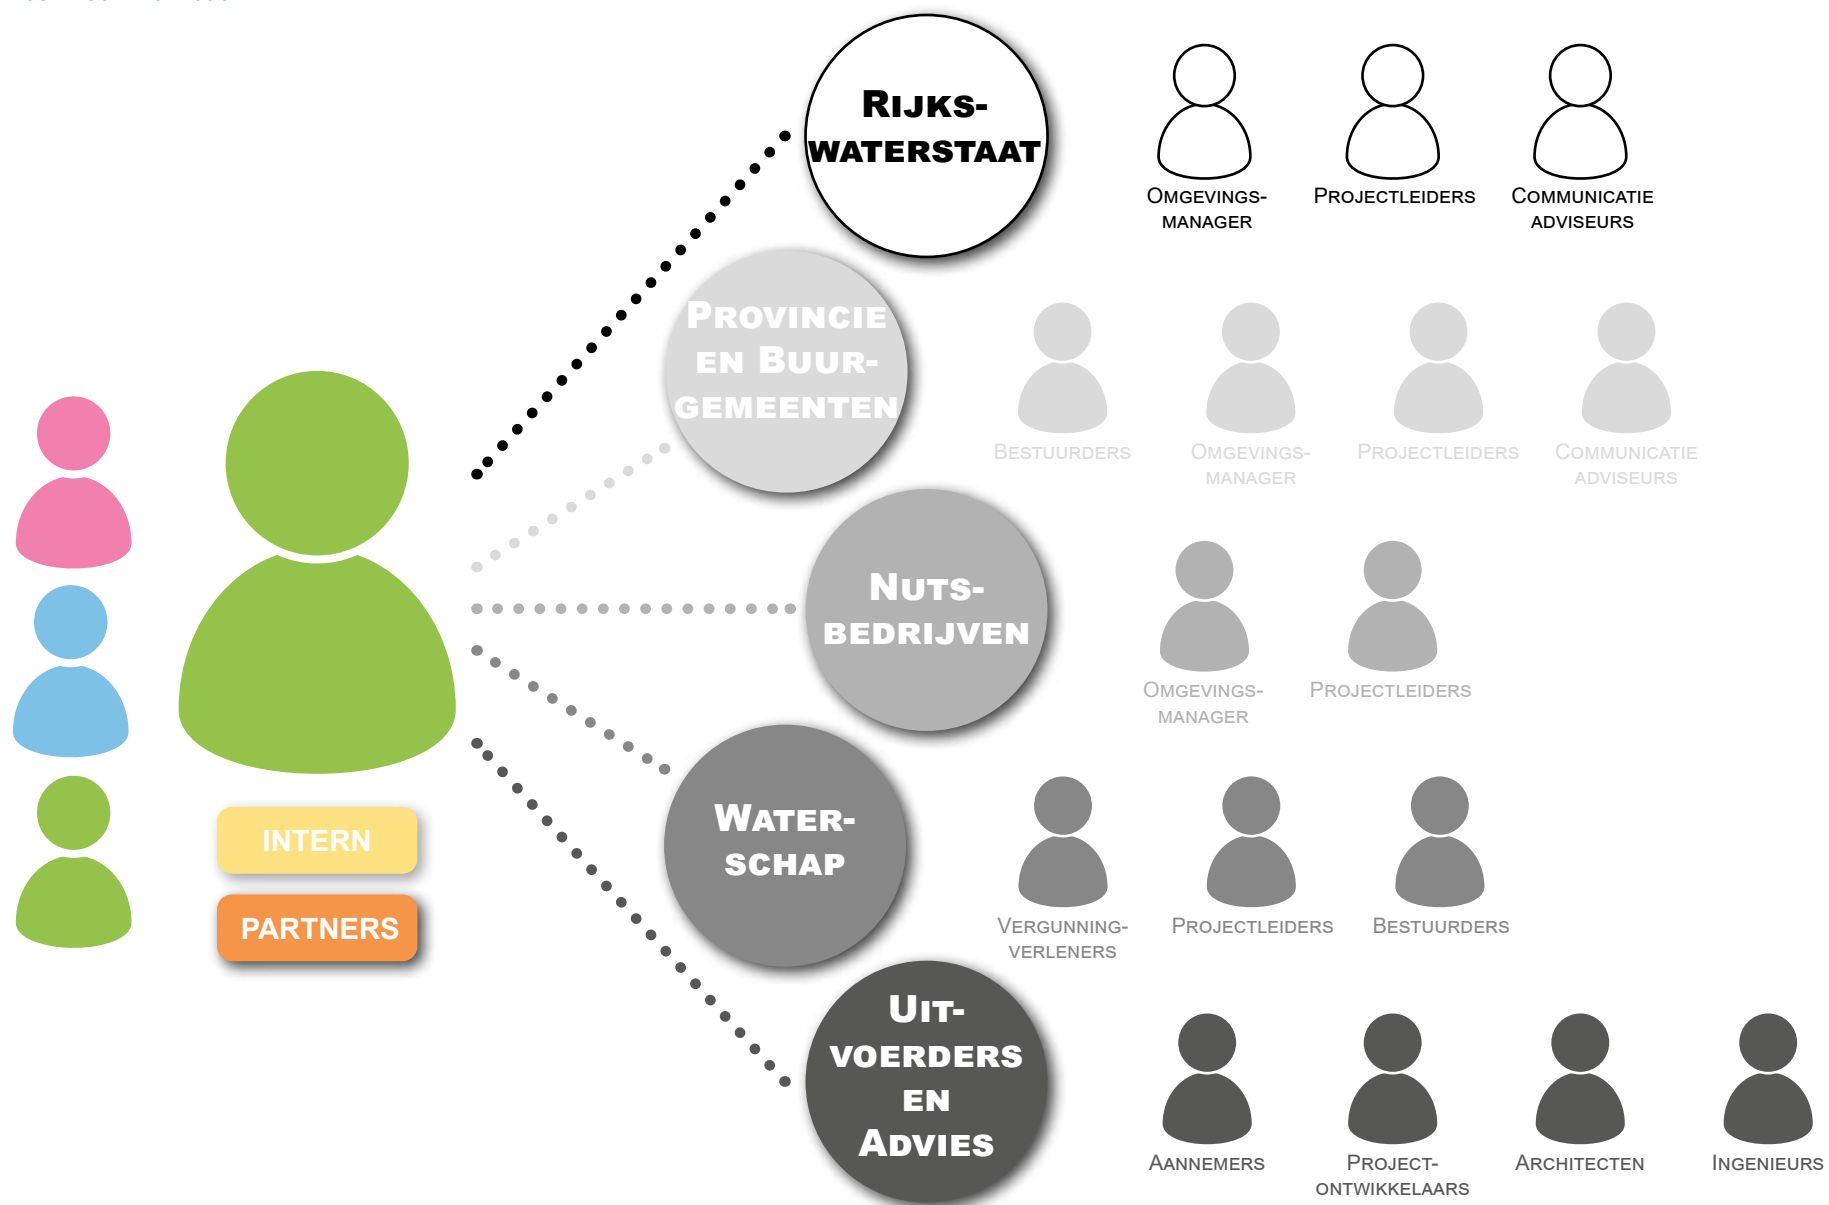 Rijks-
waterstaat
Omgevings-
manager
Projectleiders
Communicatie
adviseurs
Provincie
en Buur-
gemeenten
Bestuurders
Omgevings-
manager
Projectleiders
Communicatie
adviseurs
Nuts-
bedrijven
Omgevings-
manager
Projectleiders
INTERN
PARTNERS
Water-
schap
Vergunning-
verleners
Projectleiders
Bestuurders
Uit-
voerders
en
Advies
Aannemers
Project-
ontwikkelaars
Architecten
Ingenieurs